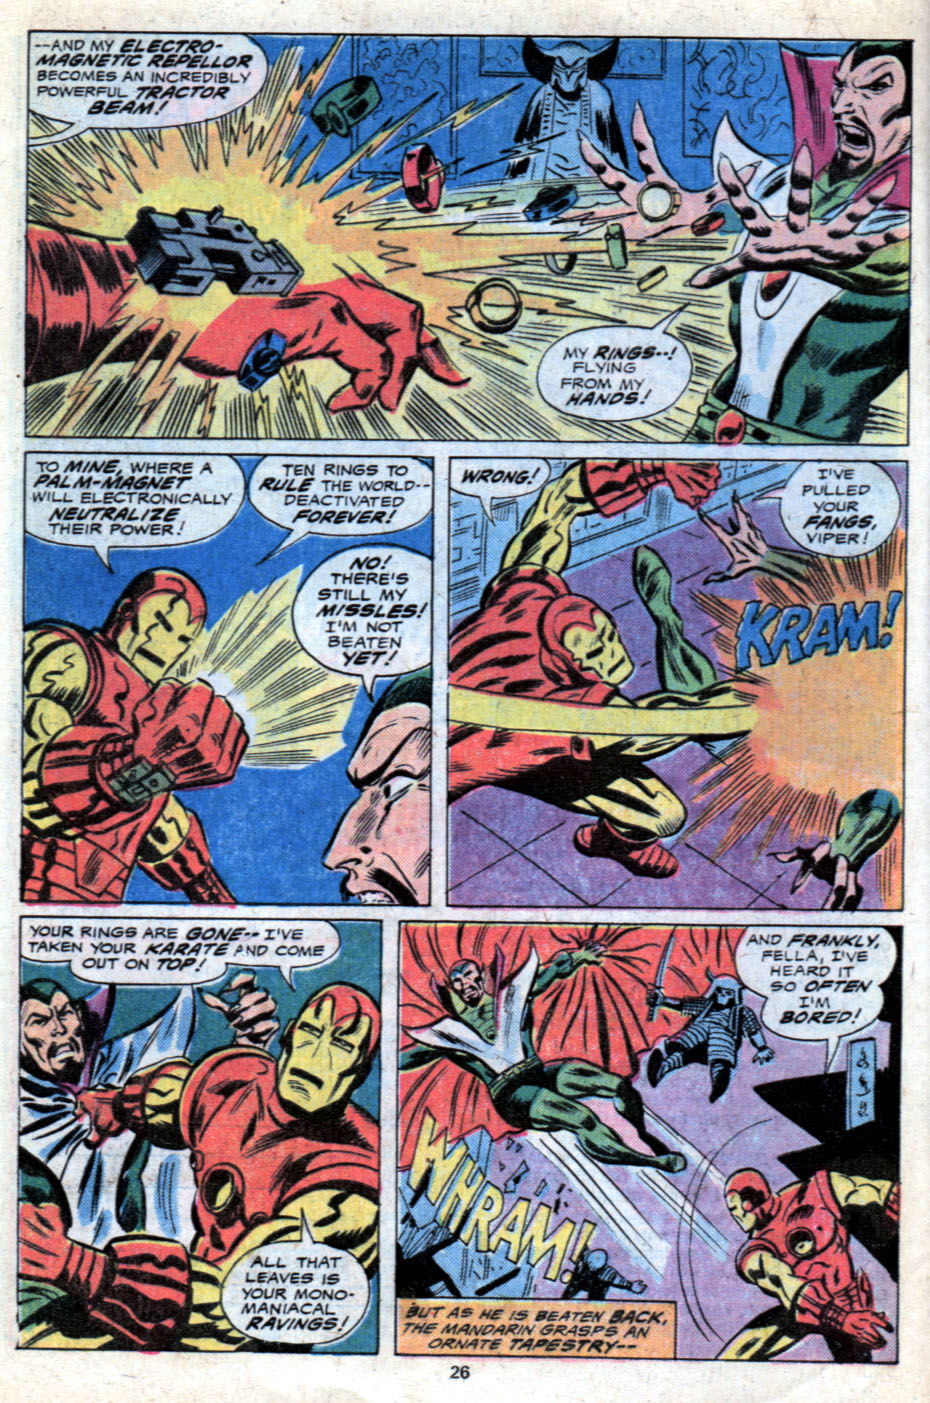 --AND MY ELECTRO-
MAGNETIC REPELLOR
BECOMES AN INCREDIBLY
POWERFUL TRACTOR
BEAM!
MY RINGS--!
FLYING
FROM MY
HANDS!
TO MINE, WHERE A
PALM-MAGNET
WILL ELECTRONICALLY
NEUTRALIZE
THEIR POWER!
TEN RINGS TO
RULE THE WORLD--
DEACTIVATED
FOREVER!
NO!
THERE'S
STILL MY
MISSLES!
I'M NOT
BEATEN
YET!
WRONG!
I'VE
PULLED
YOUR
FANGS,
VIPER!
KRAM!
YOUR RINGS ARE GONE-- I'VE
TAKEN YOUR KARATE AND COME
OUT ON TOP!
ALL THAT
LEAVES IS
YOUR MONO-
MANIACAL
RAVINGS!
AND FRANKLY,
FELLA, I'VE
HEARD IT
SO OFTEN
I'M
BORED!
WHRAM!
BUT AS HE IS BEATEN BACK,
THE MANDARIN GRASPS AN
ORNATE TAPESTRY--
26